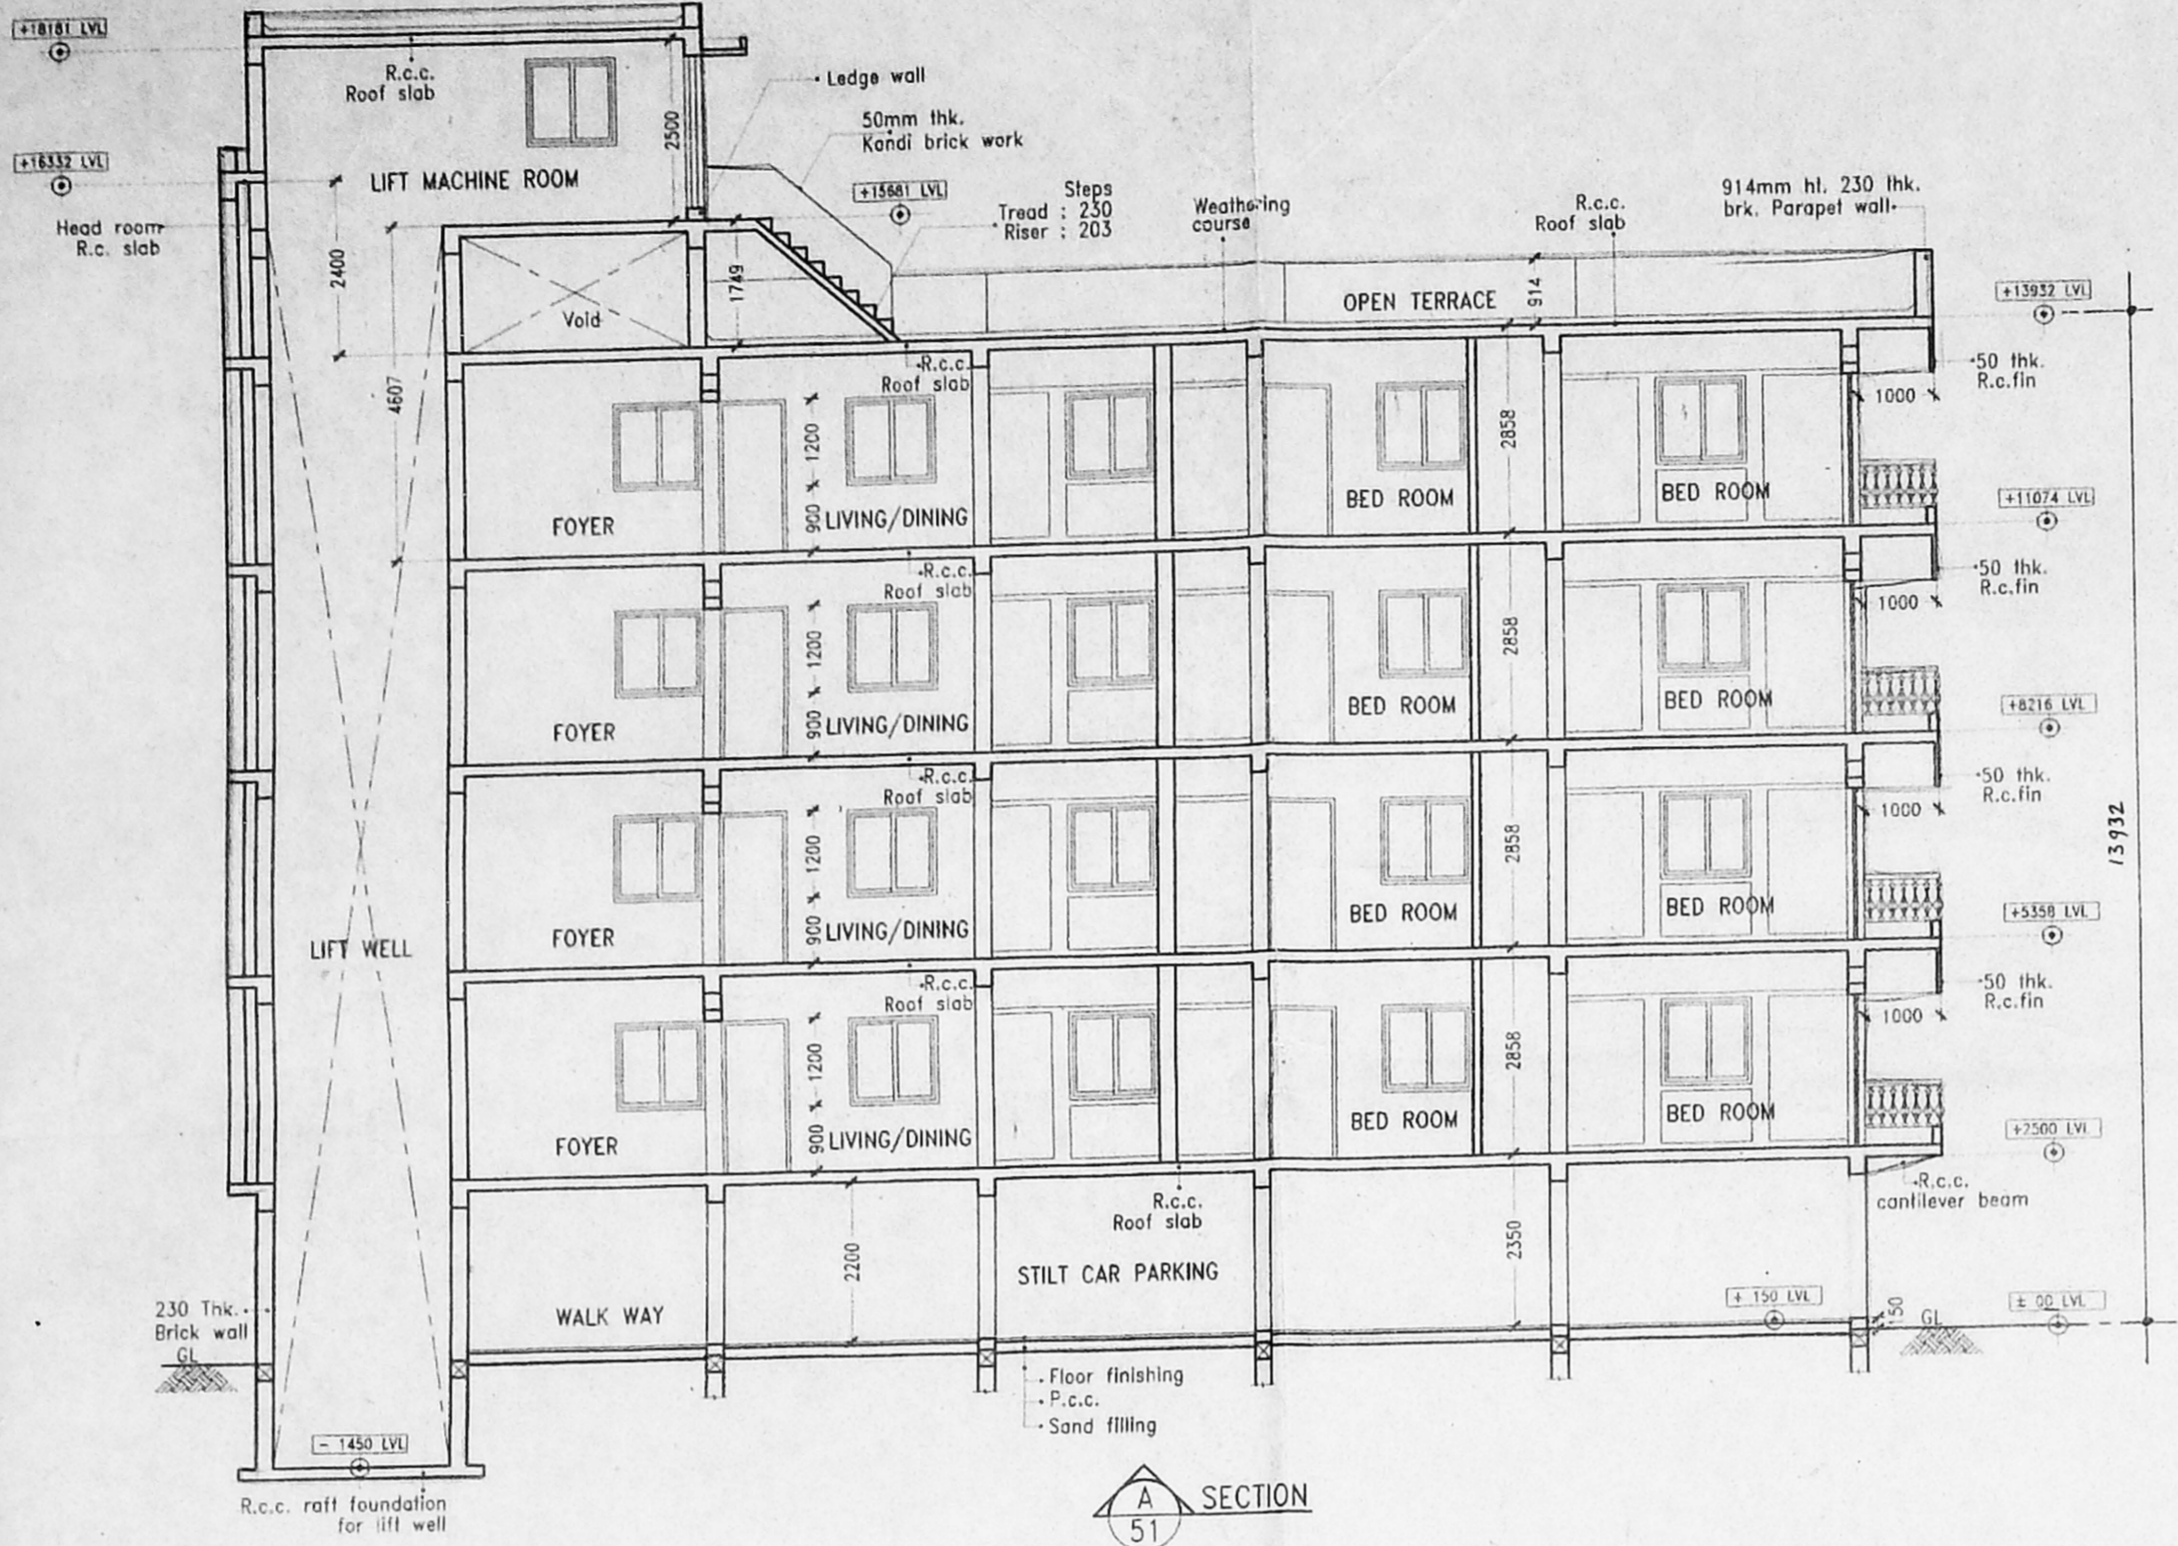 +18181 LVL
R.c.c.
Roof slab
Ledge wall
50mm thk.
Kandi brick work
2500
+16332 LVL
LIFT MACHINE ROOM
+15681 LVL
Steps
Tread : 230
Riser : 203
Weathering
course
R.c.c.
Roof slab
914mm ht. 230 thk.
brk. Parapet wall
Head room
R.c. slab
2400
1749
Void
OPEN TERRACE
914
+13932 LVL
4607
R.c.c.
Roof slab
50 thk.
R.c.fin
1000
1200
900
2858
FOYER
LIVING/DINING
BED ROOM
BED ROOM
+11074 LVL
R.c.c.
Roof slab
50 thk.
R.c.fin
1000
1200
900
2858
FOYER
LIVING/DINING
BED ROOM
BED ROOM
+8216 LVL
R.c.c.
Roof slab
50 thk.
R.c.fin
1000
1200
900
2858
13932
LIFT WELL
FOYER
LIVING/DINING
BED ROOM
BED ROOM
+5358 LVL
R.c.c.
Roof slab
50 thk.
R.c.fin
1000
1200
900
2858
FOYER
LIVING/DINING
BED ROOM
BED ROOM
+2500 LVL
R.c.c.
Roof slab
R.c.c.
cantilever beam
2200
2350
STILT CAR PARKING
WALK WAY
230 Thk.
Brick wall
GL
+ 150 LVL
150
GL
± 00 LVL
Floor finishing
P.c.c.
Sand filling
- 1450 LVL
R.c.c. raft foundation
for lift well
A
51
SECTION